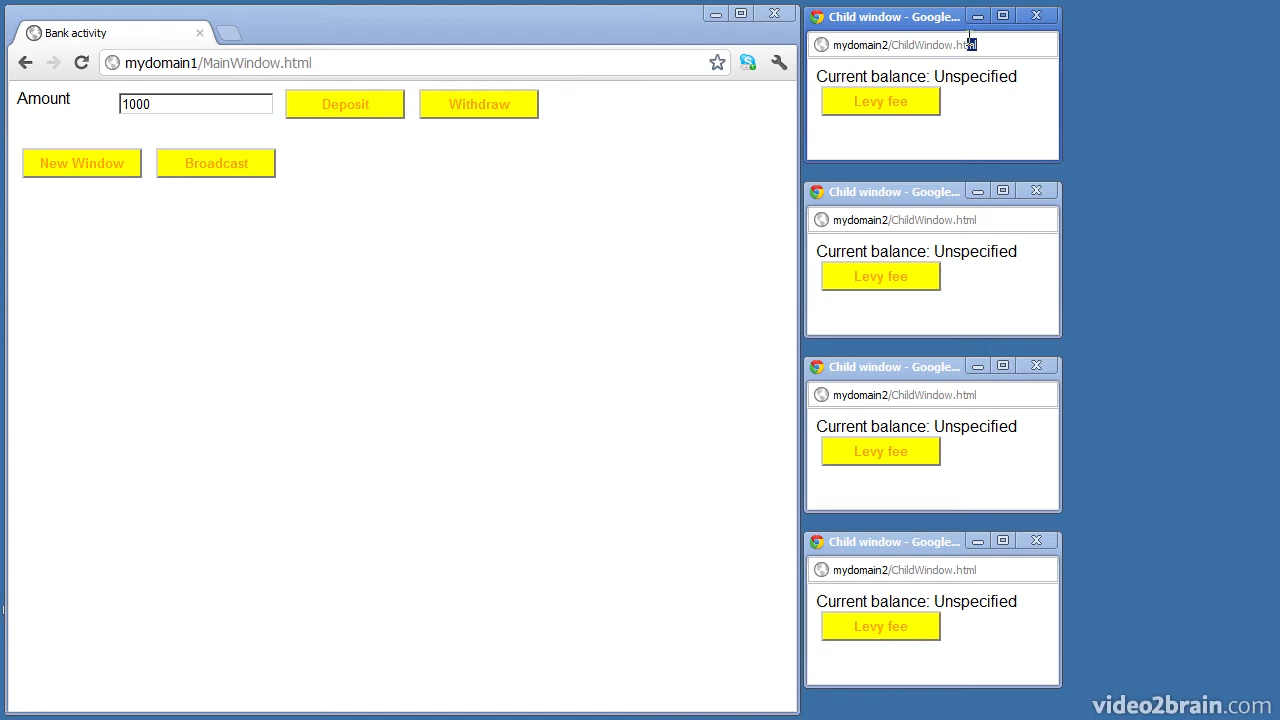 Bank activity
mydomain1/MainWindow.html
Amount
1000
Deposit
Withdraw
New Window
Broadcast
Child window - Google...
mydomain2/ChildWindow.html
Current balance: Unspecified
Levy fee
Child window - Google...
mydomain2/ChildWindow.html
Current balance: Unspecified
Levy fee
Child window - Google...
mydomain2/ChildWindow.html
Current balance: Unspecified
Levy fee
Child window - Google...
mydomain2/ChildWindow.html
Current balance: Unspecified
Levy fee
video2brain.com